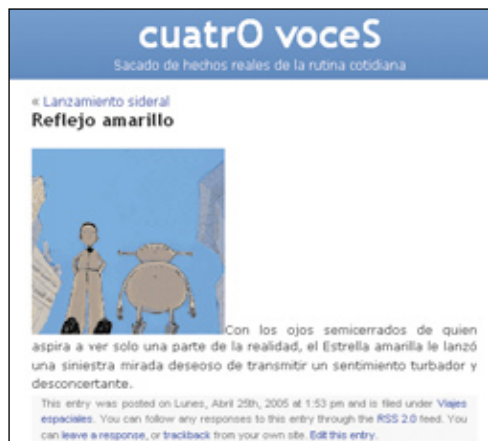 cuatrO voceS
Sacado de hechos reales de la rutina cotidiana
« Lanzamiento sideral
Reflejo amarillo
Con los ojos semicerrados de quien
aspira a ver solo una parte de la realidad, el Estrella amarilla le lanzó
una siniestra mirada deseoso de transmitir un sentimiento turbador y
desconcertante.
This entry was posted on Lunes, Abril 25th, 2005 at 1:53 pm and is filed under Viajes
espaciales. You can follow any responses to this entry through the RSS 2.0 feed. You
can leave a response, or trackback from your own site. Edit this entry.